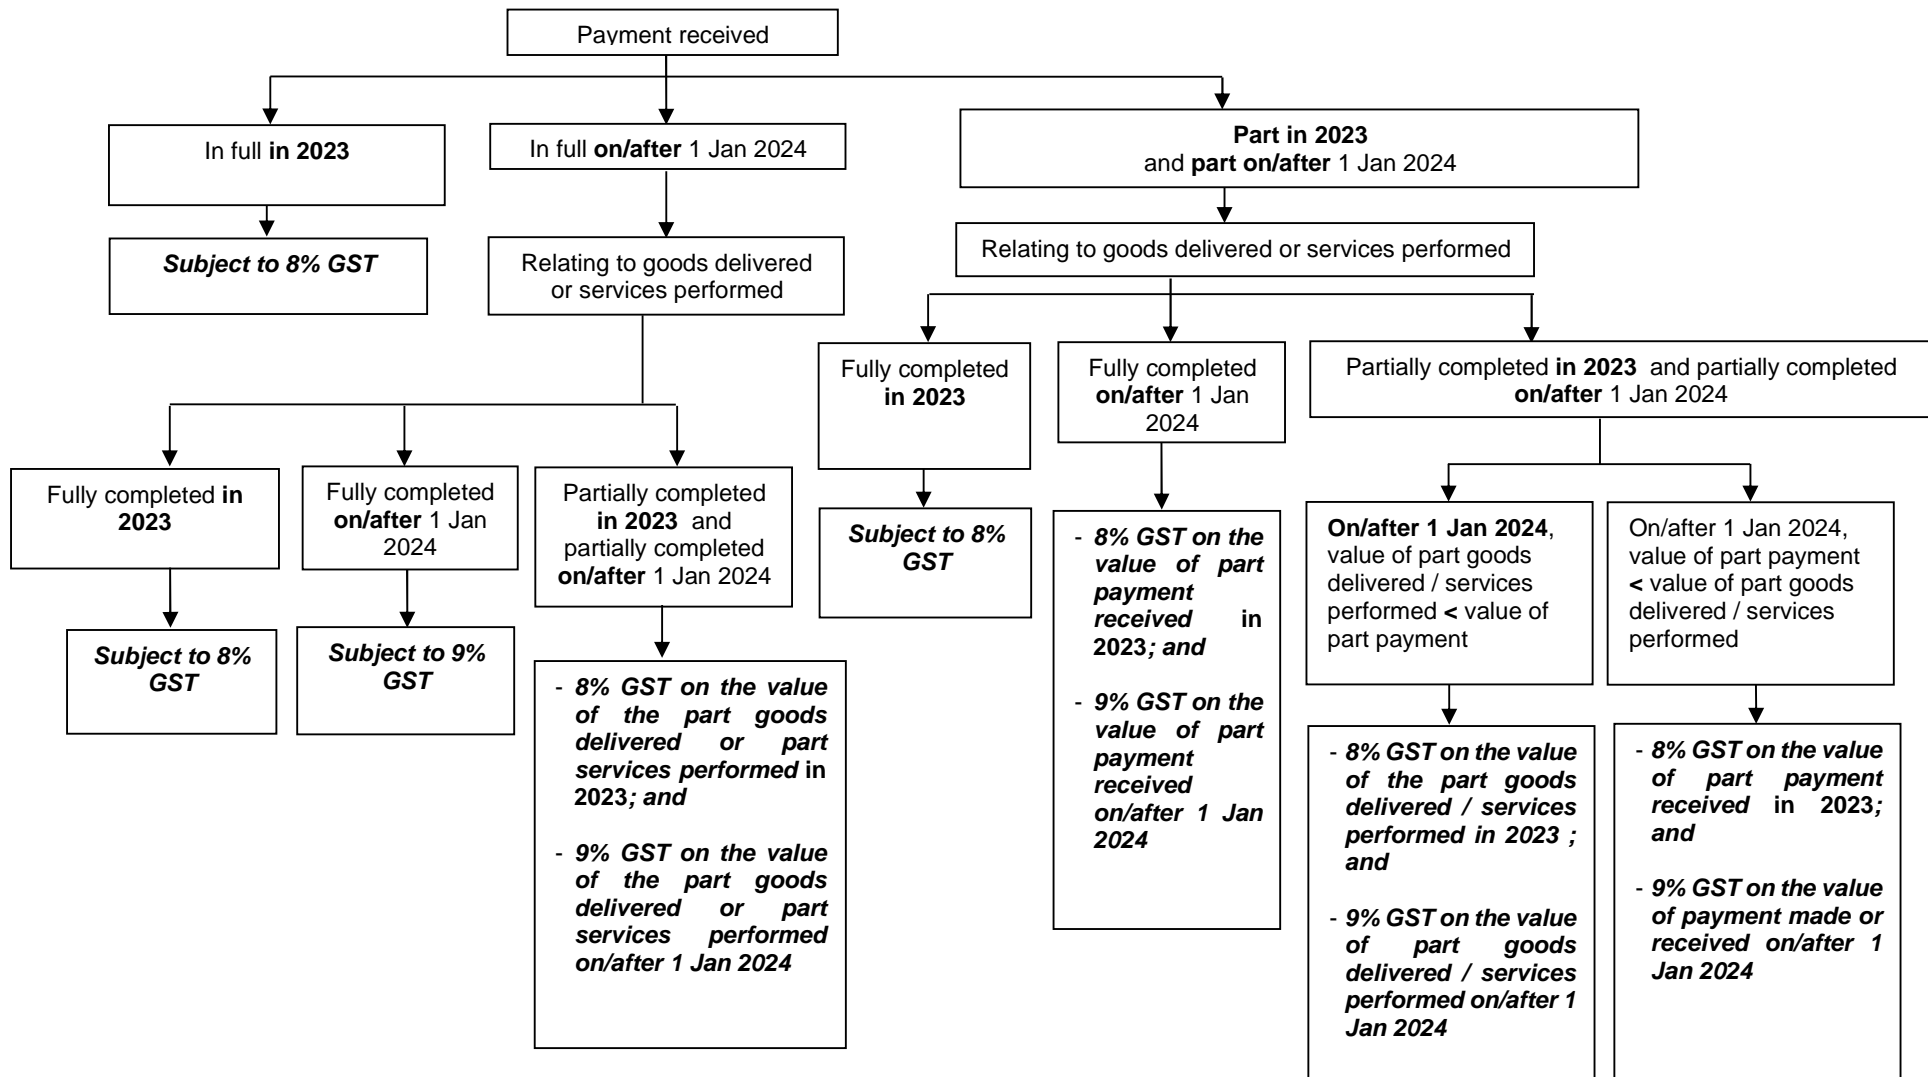 Payment received
In full in 2023
In full on/after 1 Jan 2024
Part in 2023
and part on/after 1 Jan 2024
Subject to 8% GST
Relating to goods delivered
or services performed
Relating to goods delivered or services performed
Fully completed in
2023
Fully completed
on/after 1 Jan
2024
Partially completed
in 2023 and
partially completed
on/after 1 Jan 2024
Fully completed
in 2023
Fully completed
on/after 1 Jan
2024
Partially completed in 2023 and partially completed
on/after 1 Jan 2024
Subject to 8%
GST
Subject to 9%
GST
- 8% GST on the value
of the part goods
delivered or part
services performed in
2023; and
- 9% GST on the value
of the part goods
delivered or part
services performed
on/after 1 Jan 2024
Subject to 8%
GST
- 8% GST on the
value of part
payment
received in
2023; and
- 9% GST on the
value of part
payment
received
on/after 1 Jan
2024
On/after 1 Jan 2024,
value of part goods
delivered / services
performed < value of
part payment
On/after 1 Jan 2024,
value of part payment
< value of part goods
delivered / services
performed
- 8% GST on the value
of the part goods
delivered / services
performed in 2023 ;
and
- 9% GST on the value
of part goods
delivered / services
performed on/after 1
Jan 2024
- 8% GST on the value
of part payment
received in 2023;
and
- 9% GST on the value
of payment made or
received on/after 1
Jan 2024